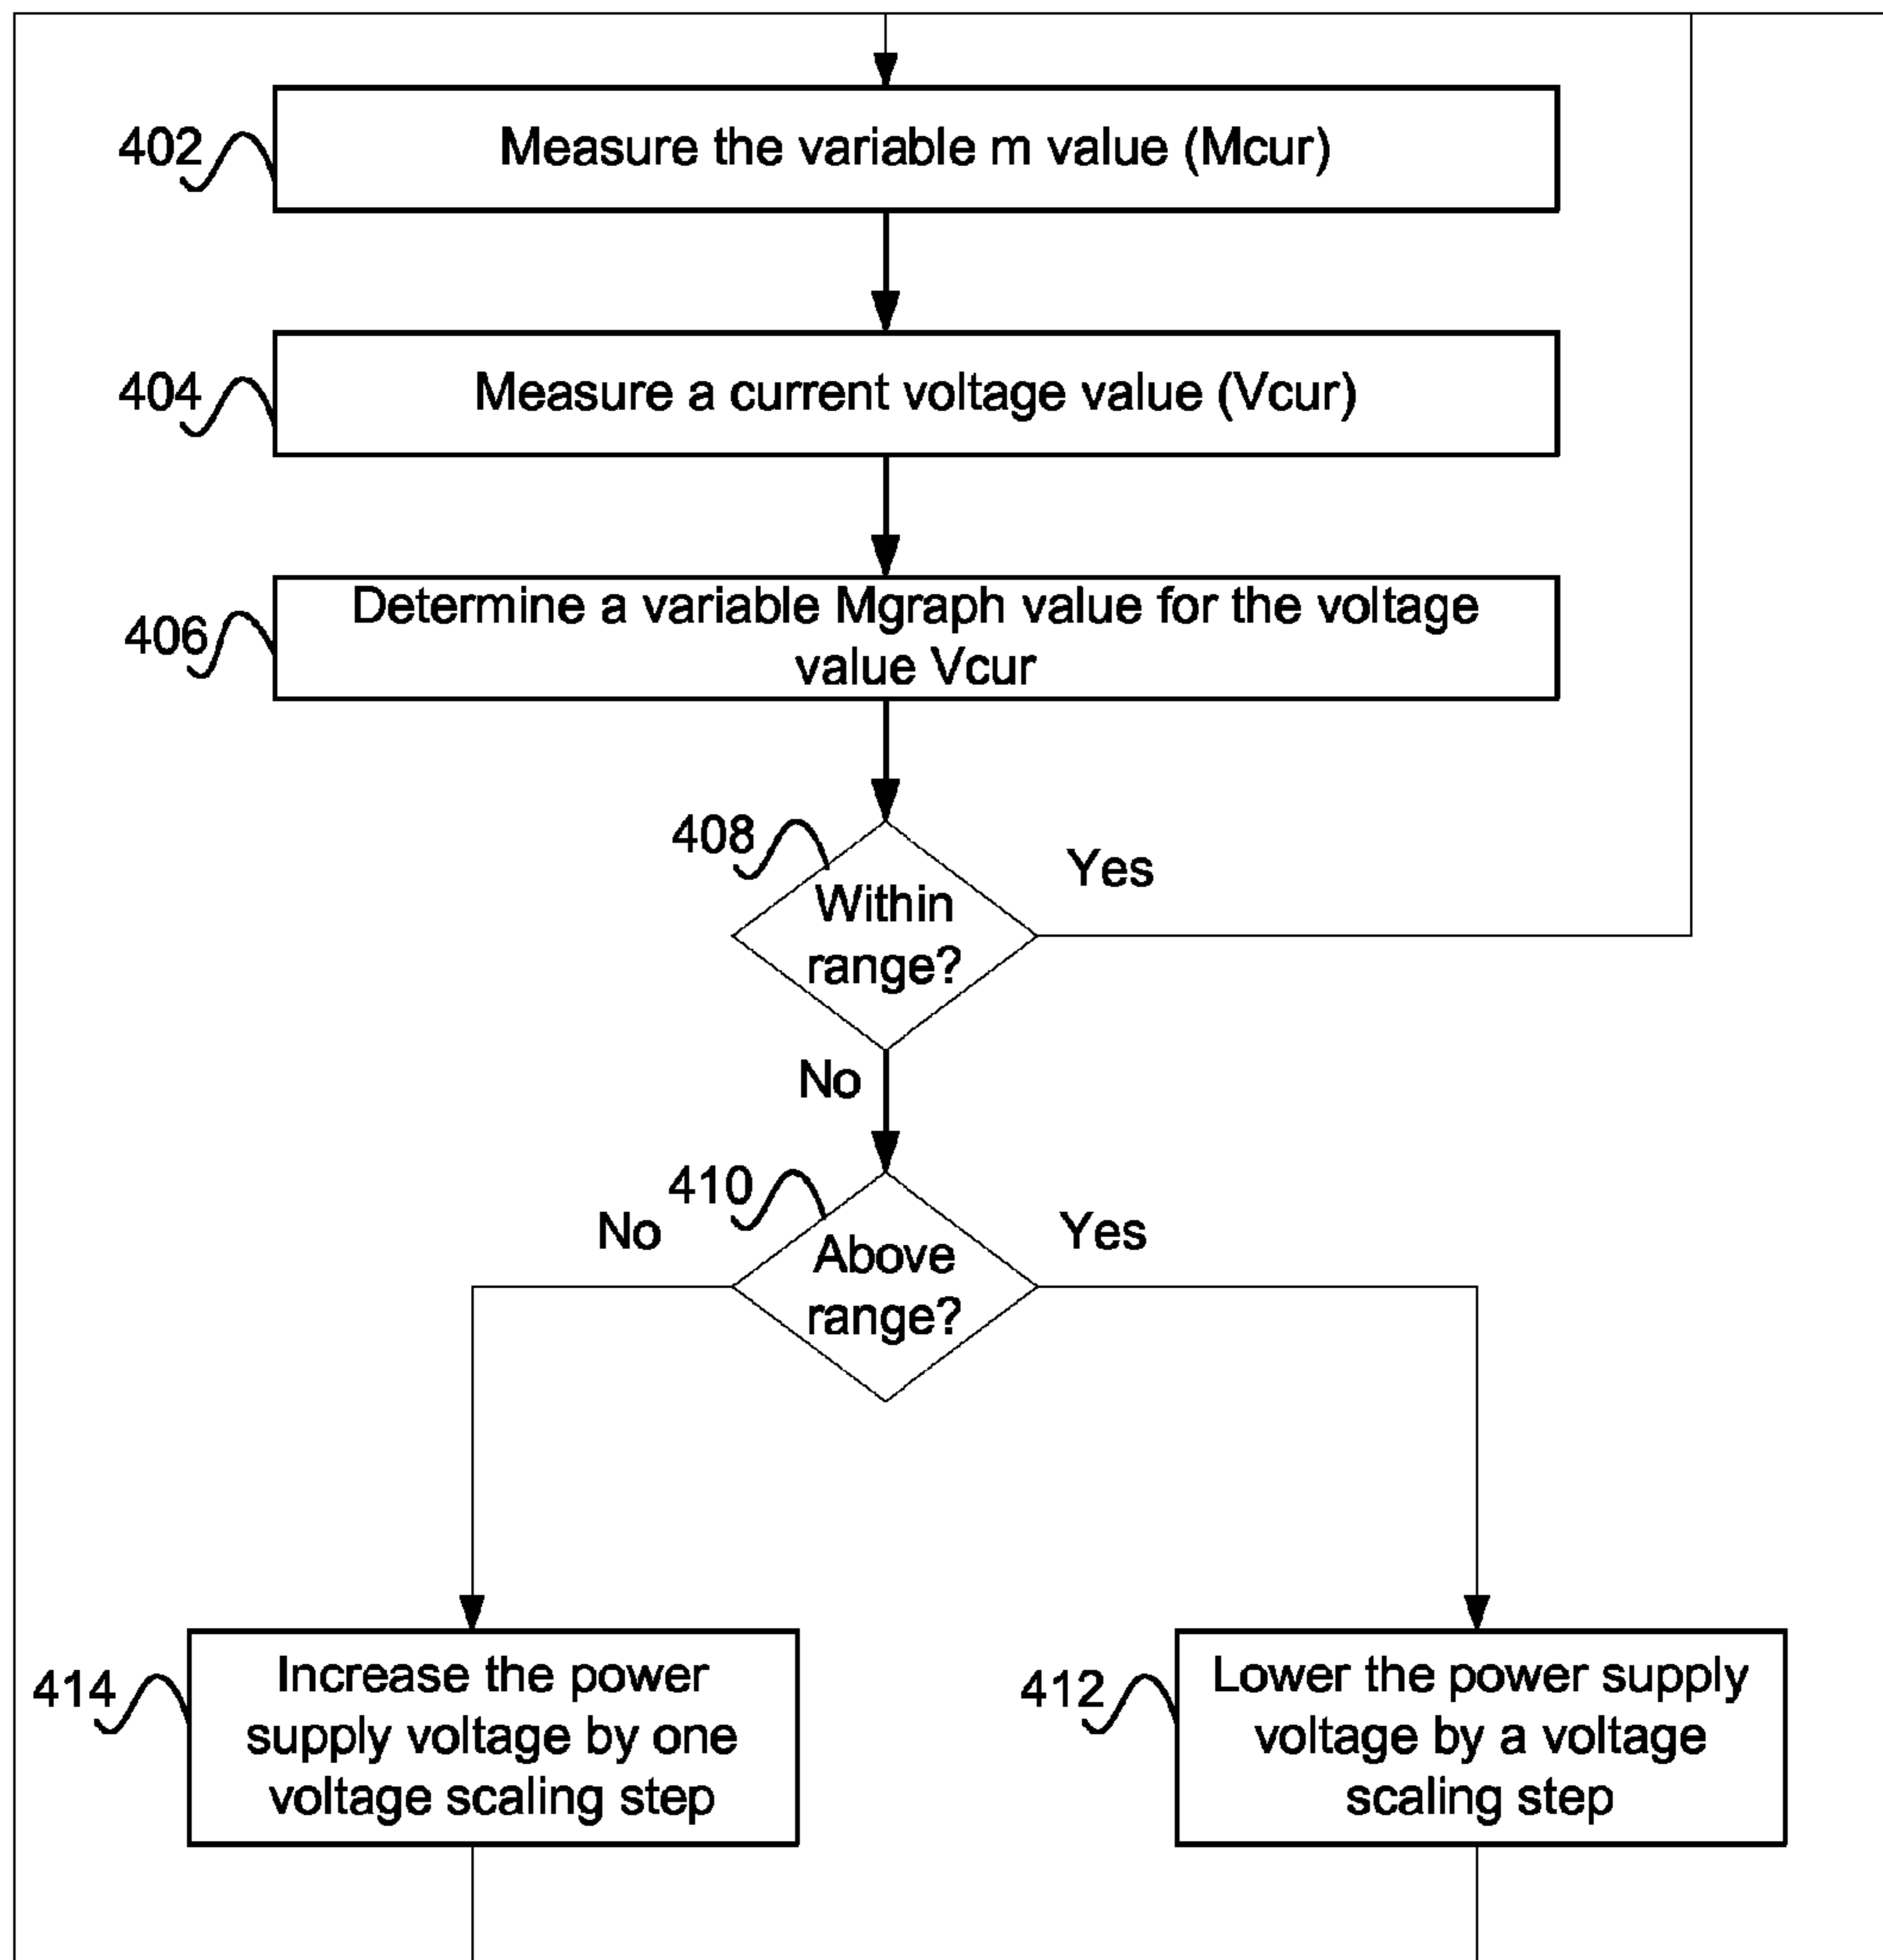 402
Measure the variable m value (Mcur)
404
Measure a current voltage value (Vcur)
406
Determine a variable Mgraph value for the voltage
value Vcur
408
Within
range?
Yes
No
410
Above
range?
No
Yes
414
Increase the power
supply voltage by one
voltage scaling step
412
Lower the power supply
voltage by a voltage
scaling step